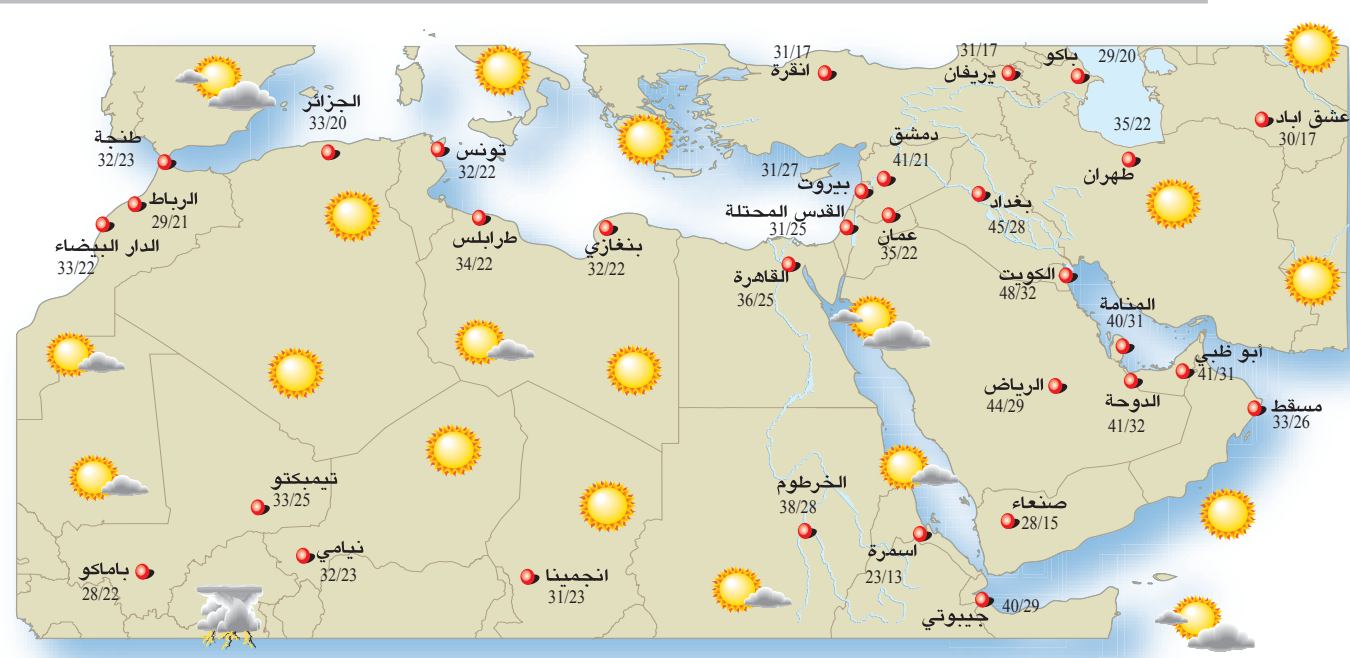 31/17
انقرة
31/17
يريفان
29/20
باكو
35/22
طهران
عشق اباد
30/17
الجزائر
33/20
طنجة
32/23
تونس
32/22
دمشق
41/21
31/27
بيروت
الرباط
29/21
القدس المحتلة
31/25
عمان
35/22
بغداد
45/28
الدار البيضاء
33/22
طرابلس
34/22
بنغازي
32/22
القاهرة
36/25
الكويت
48/32
المنامة
40/31
أبو ظبي
41/31
الرياض
44/29
الدوحة
41/32
مسقط
33/26
تيمبكتو
33/25
الخرطوم
38/28
صنعاء
28/15
نيامي
32/23
باماكو
28/22
انجمينا
31/23
اسمرة
23/13
جيبوتي
40/29